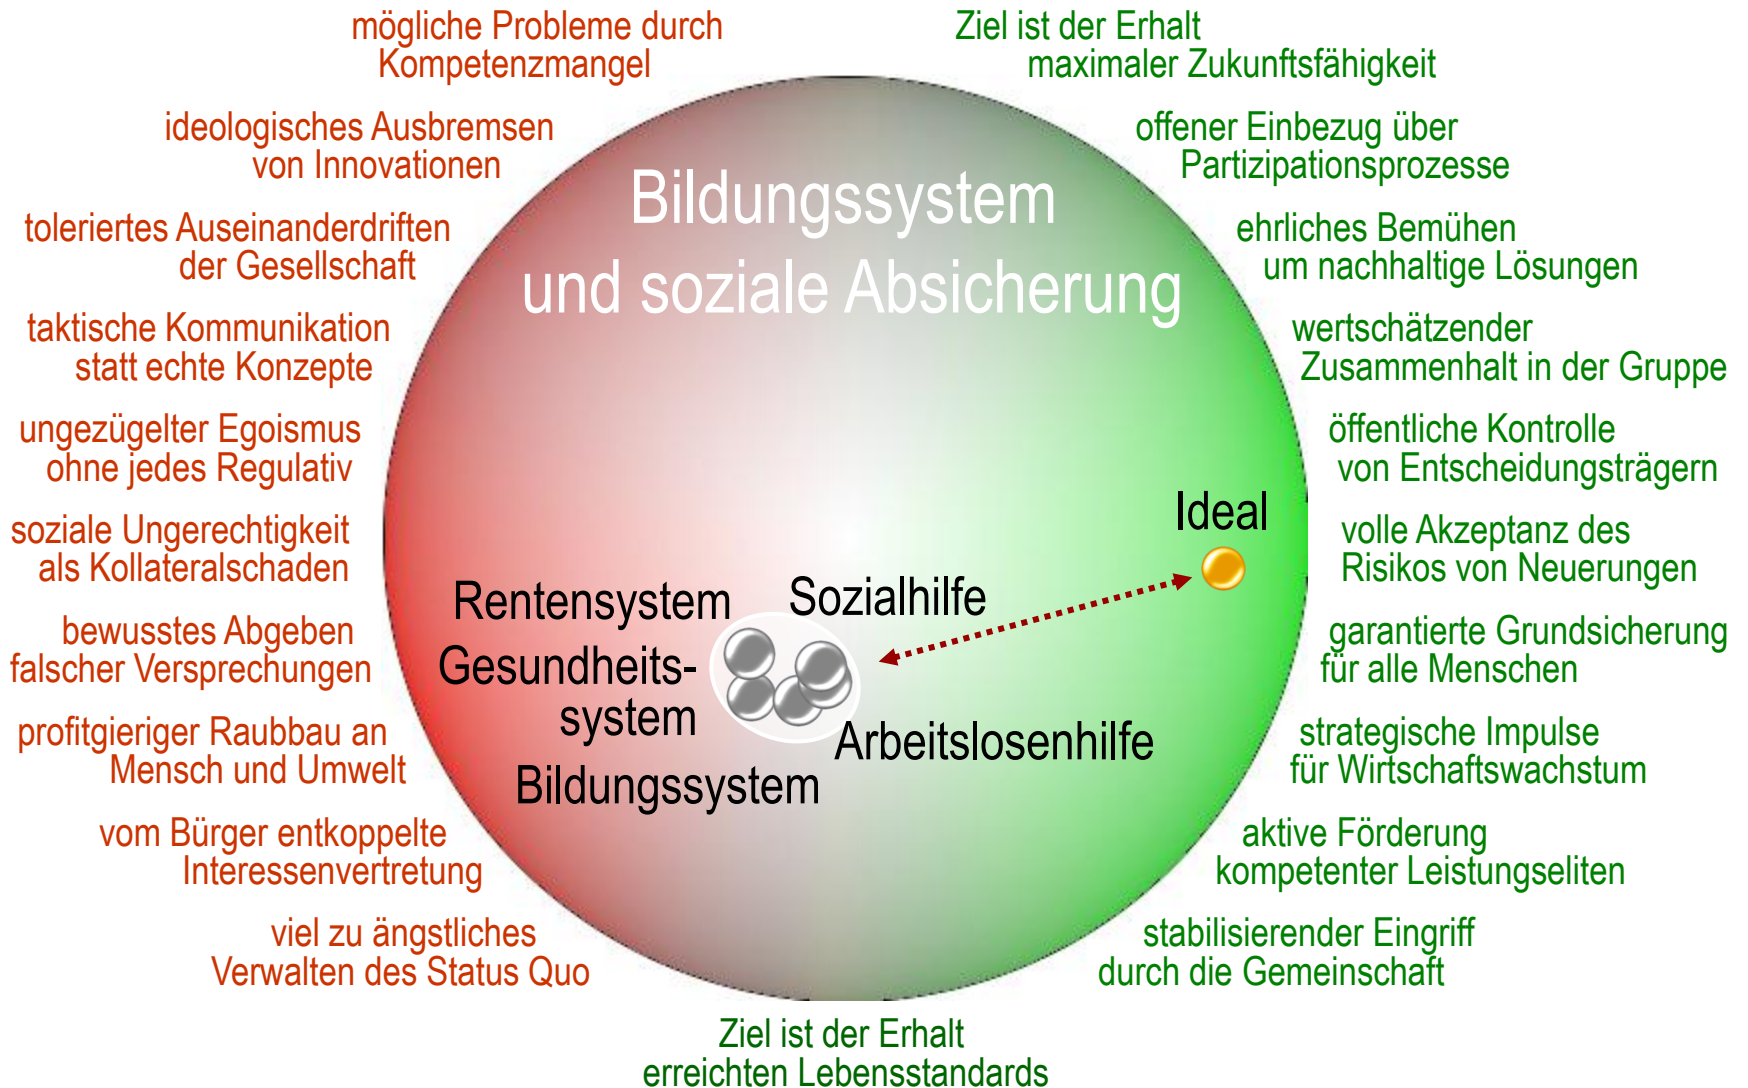 mögliche Probleme durch
Kompetenzmangel
Ziel ist der Erhalt
maximaler Zukunftsfähigkeit
ideologisches Ausbremsen
von Innovationen
offener Einbezug über
Partizipationsprozesse
Bildungssystem
und soziale Absicherung
toleriertes Auseinanderdriften
der Gesellschaft
ehrliches Bemühen
um nachhaltige Lösungen
taktische Kommunikation
statt echte Konzepte
wertschätzender
Zusammenhalt in der Gruppe
ungezügelter Egoismus
ohne jedes Regulativ
öffentliche Kontrolle
von Entscheidungsträgern
Ideal
soziale Ungerechtigkeit
als Kollateralschaden
volle Akzeptanz des
Risikos von Neuerungen
Rentensystem
Sozialhilfe
Gesundheits-
system
Arbeitslosenhilfe
Bildungssystem
bewusstes Abgeben
falscher Versprechungen
garantierte Grundsicherung
für alle Menschen
profitgieriger Raubbau an
Mensch und Umwelt
strategische Impulse
für Wirtschaftswachstum
vom Bürger entkoppelte
Interessenvertretung
aktive Förderung
kompetenter Leistungseliten
viel zu ängstliches
Verwalten des Status Quo
stabilisierender Eingriff
durch die Gemeinschaft
Ziel ist der Erhalt
erreichten Lebensstandards